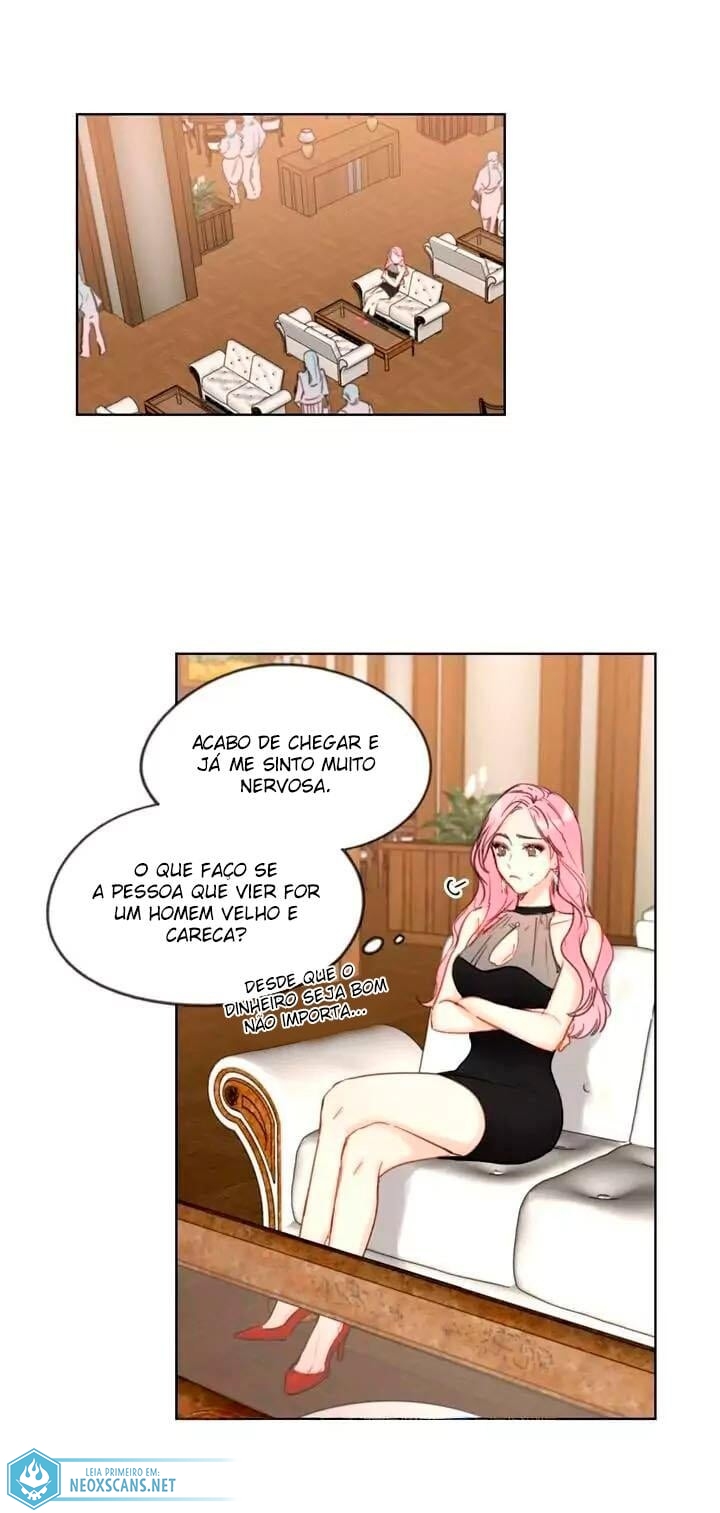 ACABO DE CHEGAR E
JÁ ME SINTO MUITO
NERVOSA.
O QUE FAÇO SE
A PESSOA QUE VIER FOR
UM HOMEM VELHO E
CARECA?
DESDE QUE O
DINHEIRO SEJA BOM
NÃO IMPORTA...
LEIA PRIMEIRO EM:
NEOXSCANS.NET